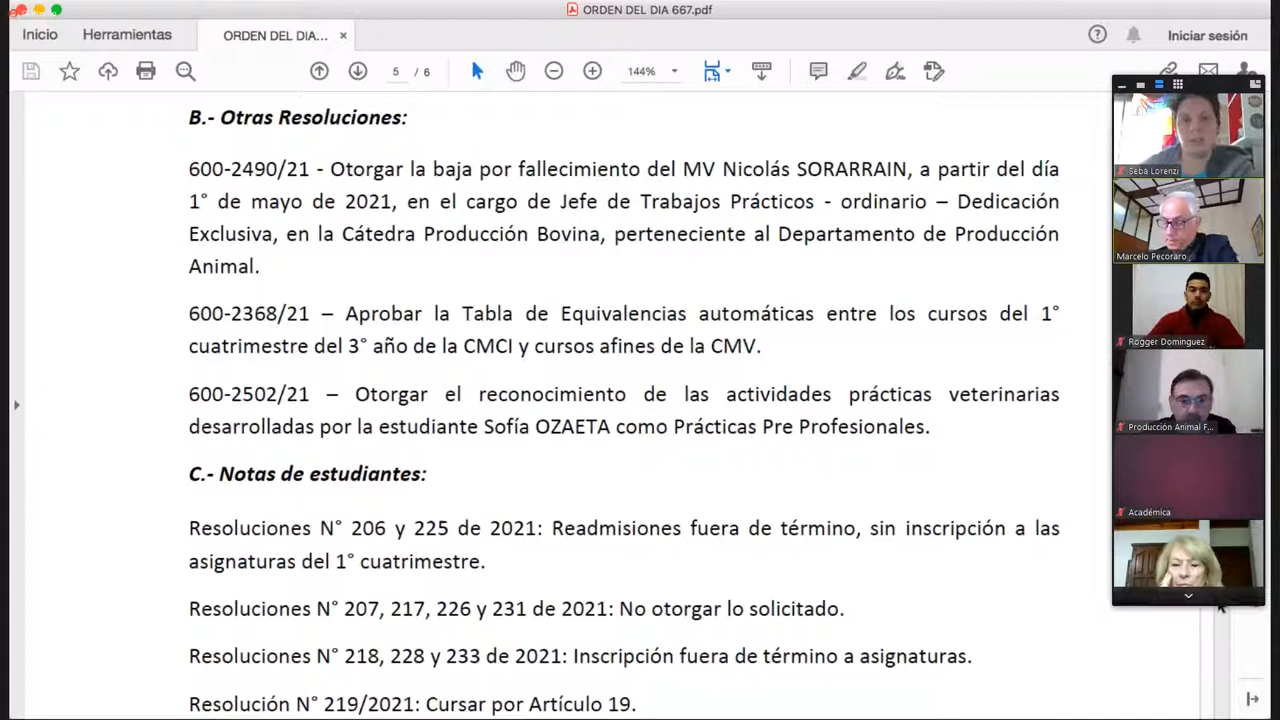 ORDEN DEL DIA 667.pdf
Inicio
Herramientas
ORDEN DEL DIA... ×
Iniciar sesión
5 / 6
144%
B.- Otras Resoluciones:
600-2490/21 - Otorgar la baja por fallecimiento del MV Nicolás SORARRAIN, a partir del día
1° de mayo de 2021, en el cargo de Jefe de Trabajos Prácticos - ordinario – Dedicación
Exclusiva, en la Cátedra Producción Bovina, perteneciente al Departamento de Producción
Animal.
600-2368/21 – Aprobar la Tabla de Equivalencias automáticas entre los cursos del 1°
cuatrimestre del 3° año de la CMCI y cursos afines de la CMV.
600-2502/21 – Otorgar el reconocimiento de las actividades prácticas veterinarias
desarrolladas por la estudiante Sofía OZAETA como Prácticas Pre Profesionales.
C.- Notas de estudiantes:
Resoluciones N° 206 y 225 de 2021: Readmisiones fuera de término, sin inscripción a las
asignaturas del 1° cuatrimestre.
Resoluciones N° 207, 217, 226 y 231 de 2021: No otorgar lo solicitado.
Resoluciones N° 218, 228 y 233 de 2021: Inscripción fuera de término a asignaturas.
Resolución N° 219/2021: Cursar por Artículo 19.
Seba Lorenzi
Marcelo Pecoraro
Rogger Dominguez
Producción Animal F...
Académica